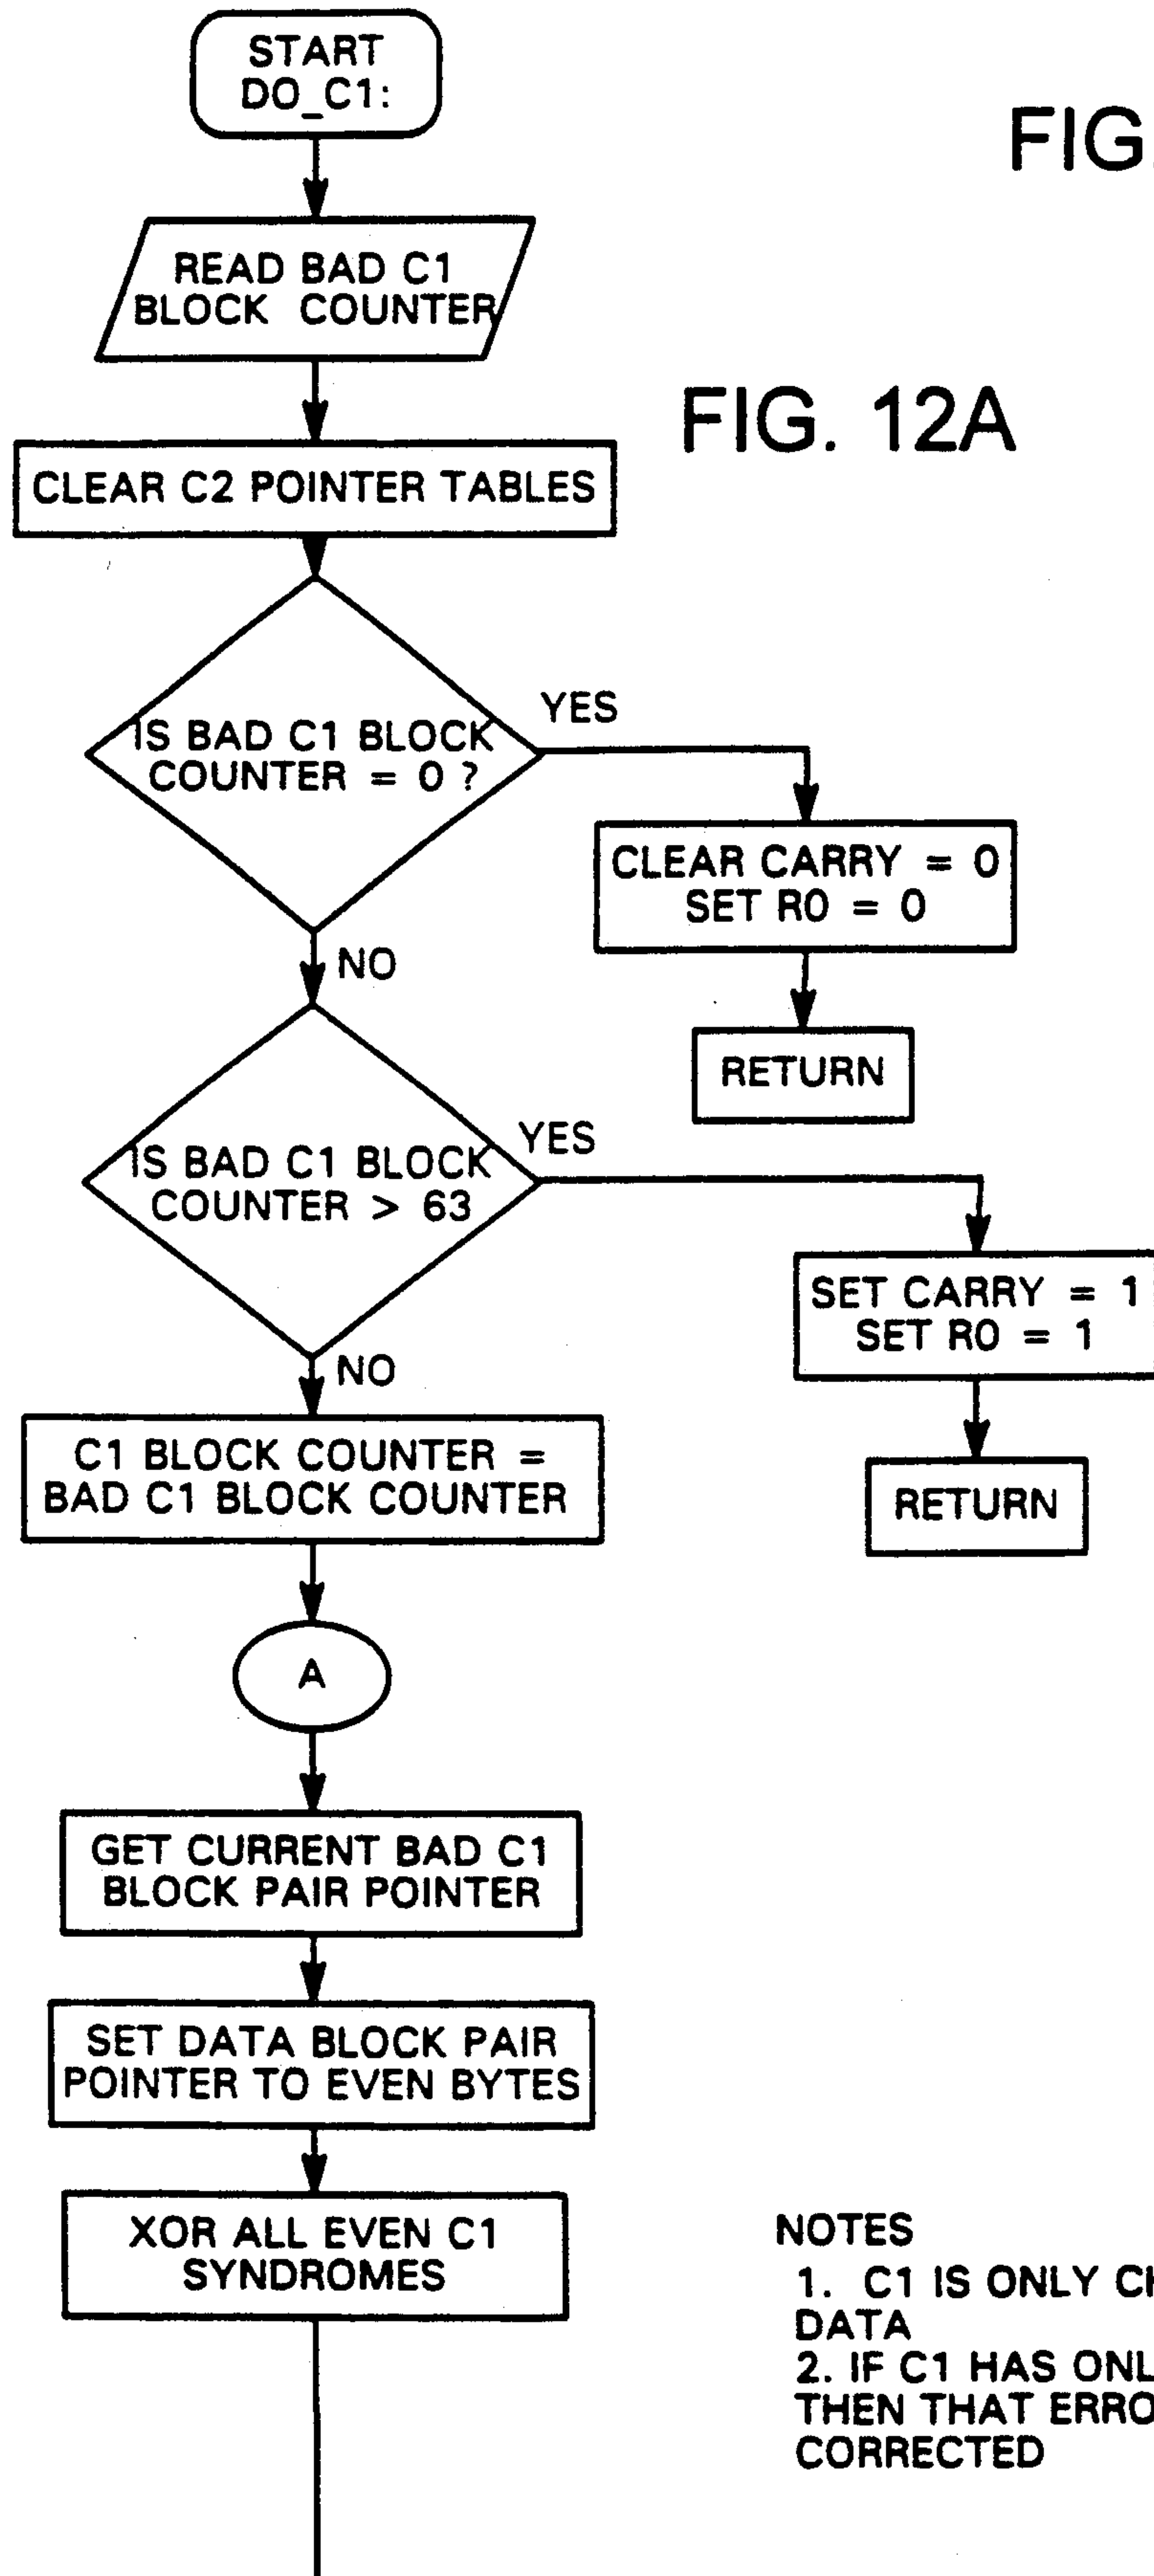 START
DO_C1:
FIG.
READ BAD C1
BLOCK COUNTER
FIG. 12A
CLEAR C2 POINTER TABLES
IS BAD C1 BLOCK
COUNTER = 0 ?
YES
CLEAR CARRY = 0
SET R0 = 0
NO
RETURN
IS BAD C1 BLOCK
COUNTER > 63
YES
SET CARRY = 1
SET R0 = 1
NO
RETURN
C1 BLOCK COUNTER =
BAD C1 BLOCK COUNTER
A
GET CURRENT BAD C1
BLOCK PAIR POINTER
SET DATA BLOCK PAIR
POINTER TO EVEN BYTES
XOR ALL EVEN C1
SYNDROMES
NOTES
1. C1 IS ONLY
DATA
2. IF C1 HAS
THEN THAT
CORRECTED